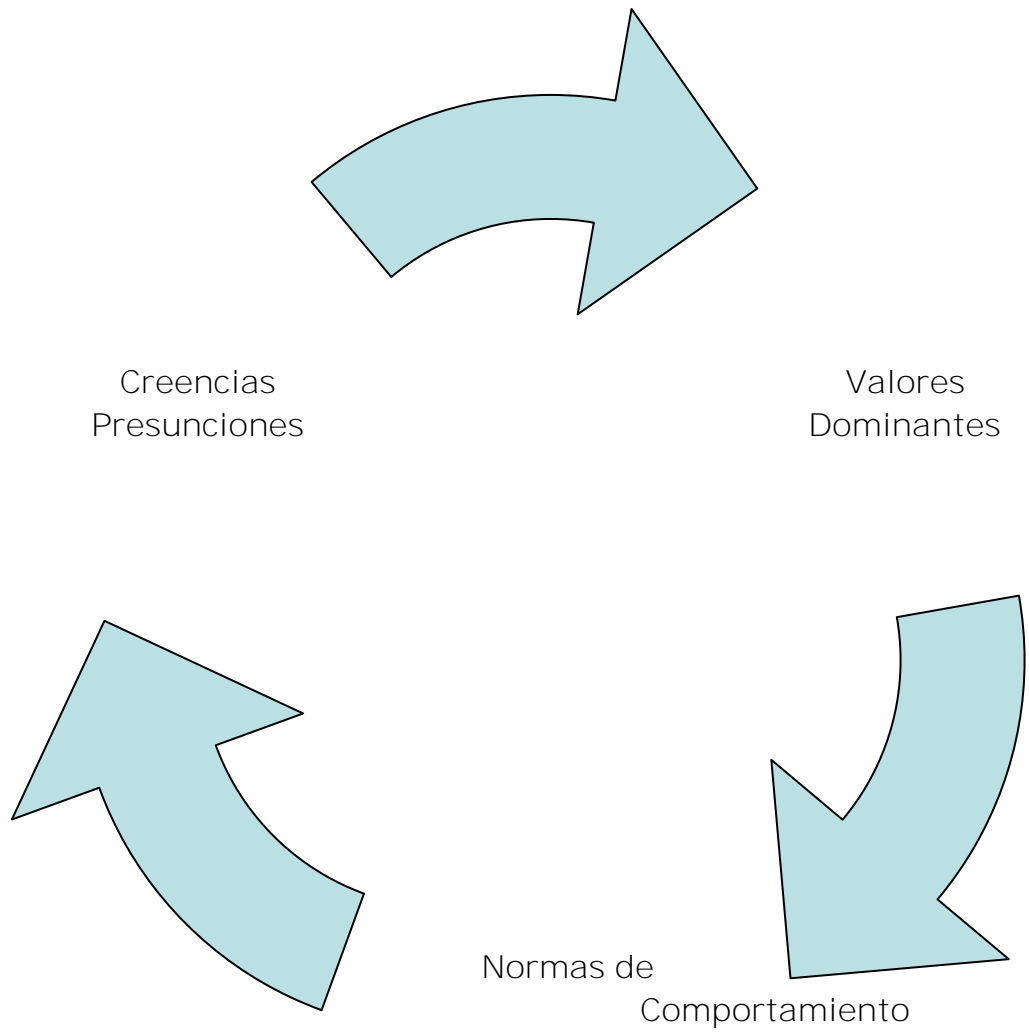 Creencias
Presunciones
Valores
Dominantes
Normas de
Comportamiento